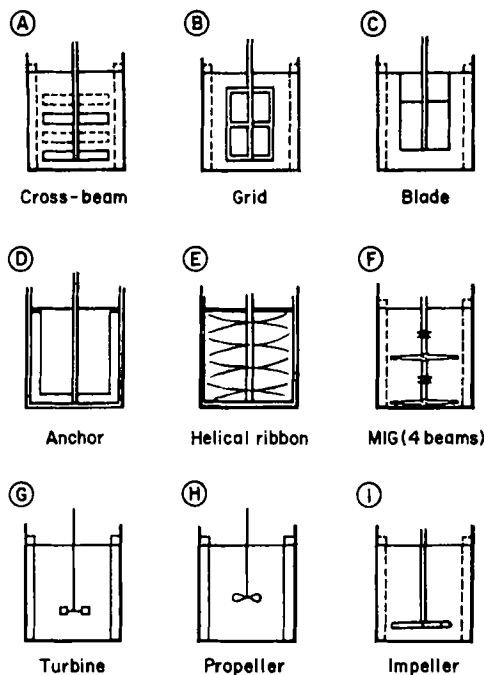 A B C
Cross-beam Grid Blade
D E F
Anchor Helical ribbon MIG (4 beams)
G H I
Turbine Propeller Impeller